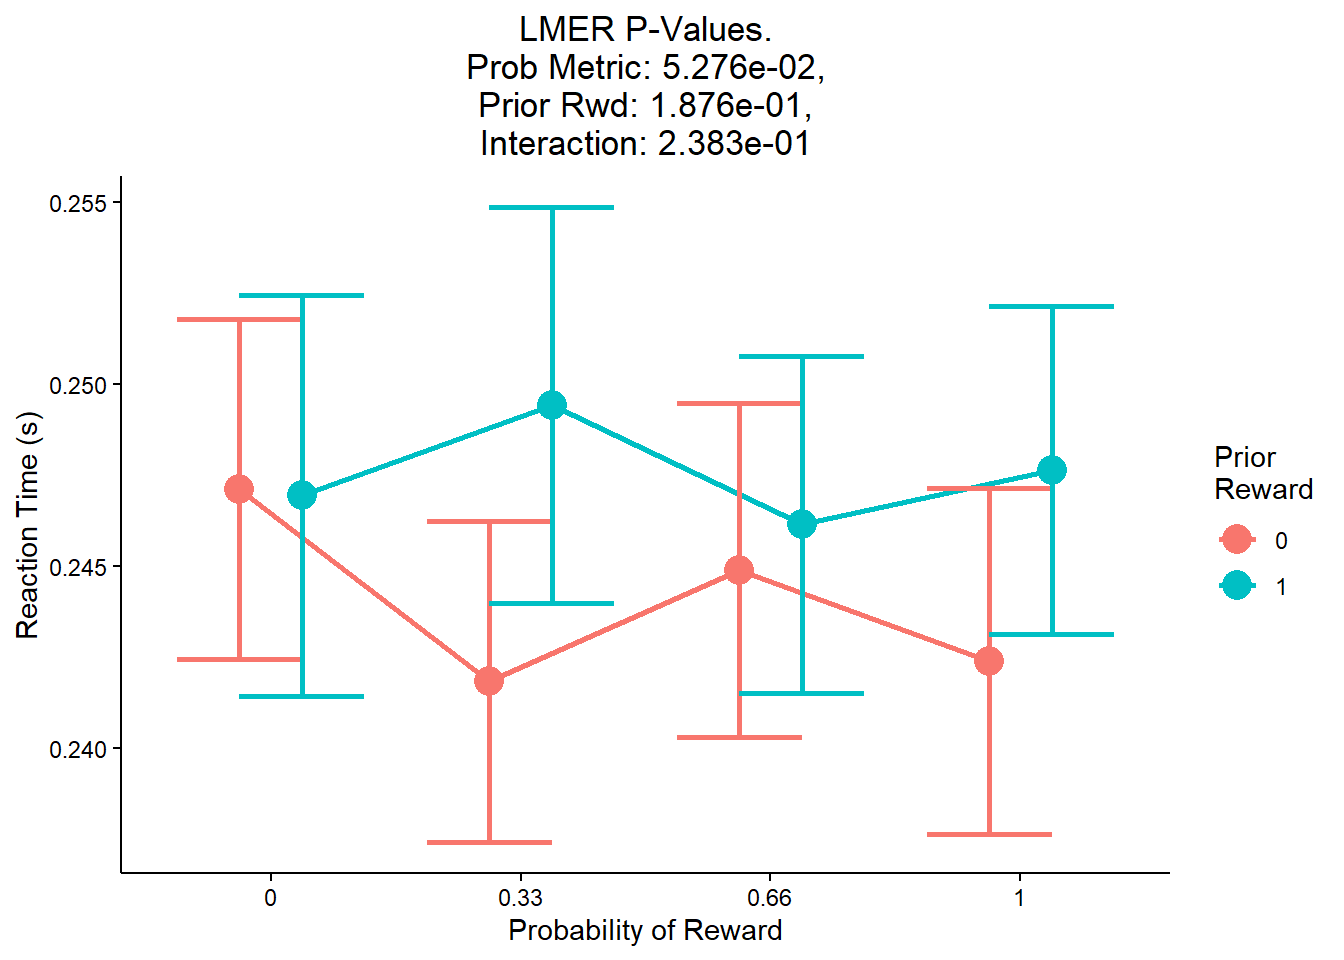 LMER P-Values.
Prob Metric: 5.276e-02,
Prior Rwd: 1.876e-01,
Interaction: 2.383e-01
0.255
0.250
0.245
0.240
Reaction Time (s)
0 0.33 0.66 1
Probability of Reward
Prior
Reward
0
1